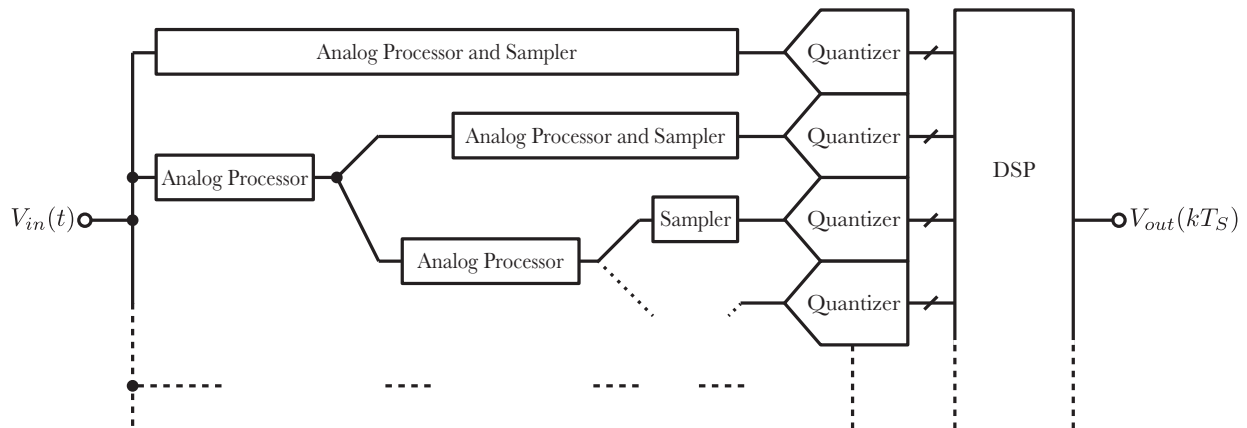 Analog Processor and Sampler
Quantizer
Analog Processor and Sampler
Quantizer
DSP
Analog Processor
V_{in}(t)
Sampler
Quantizer
V_{out}(kT_S)
Analog Processor
Quantizer